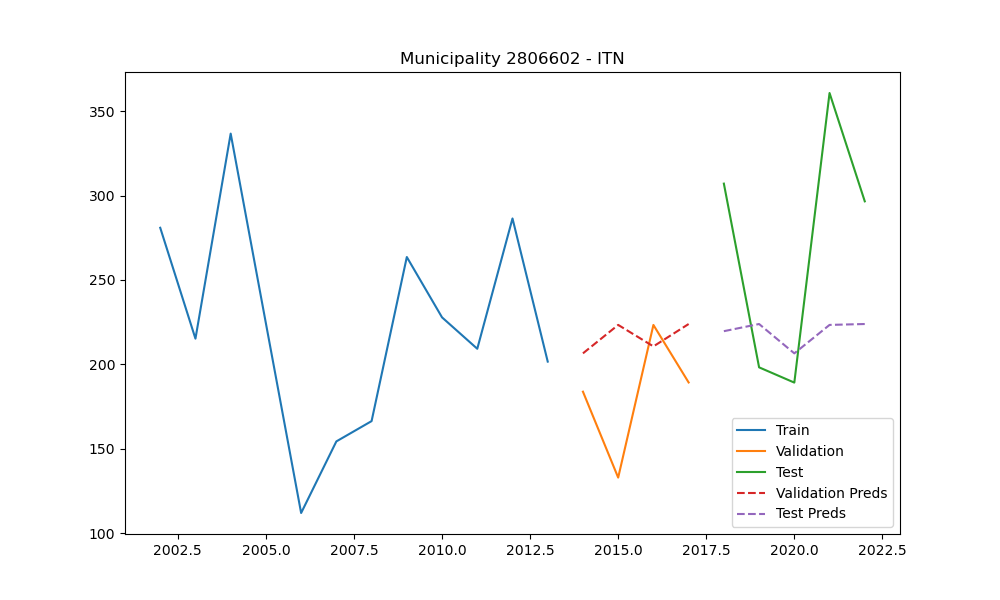 Municipality 2806602 - ITN
350
300
250
200
150
100
2002.5 2005.0 2007.5 2010.0 2012.5 2015.0 2017.5 2020.0 2022.5
Train
Validation
Test
Validation Preds
Test Preds